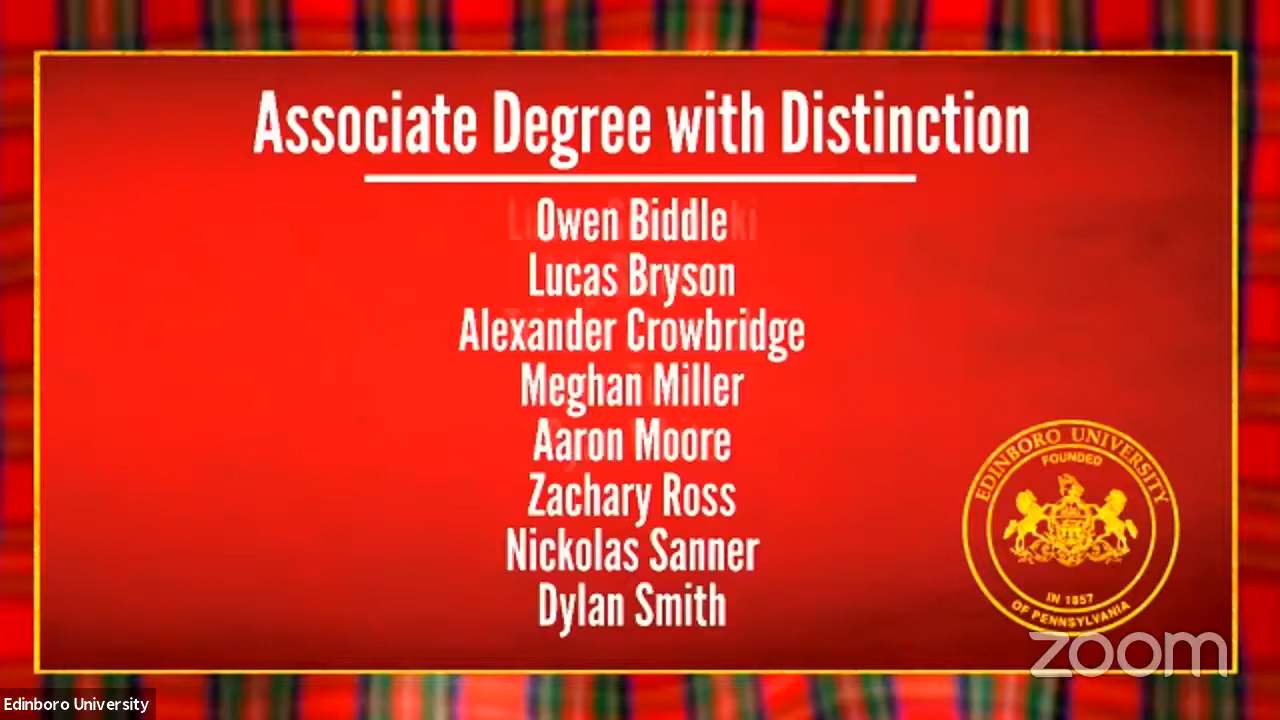 Associate Degree with Distinction
Owen Biddle
Lucas Bryson
Alexander Crowbridge
Meghan Miller
Aaron Moore
Zachary Ross
Nickolas Sanner
Dylan Smith
EDINBORO UNIVERSITY
FOUNDED
IN 1857
OF PENNSYLVANIA
zoom
Edinboro University